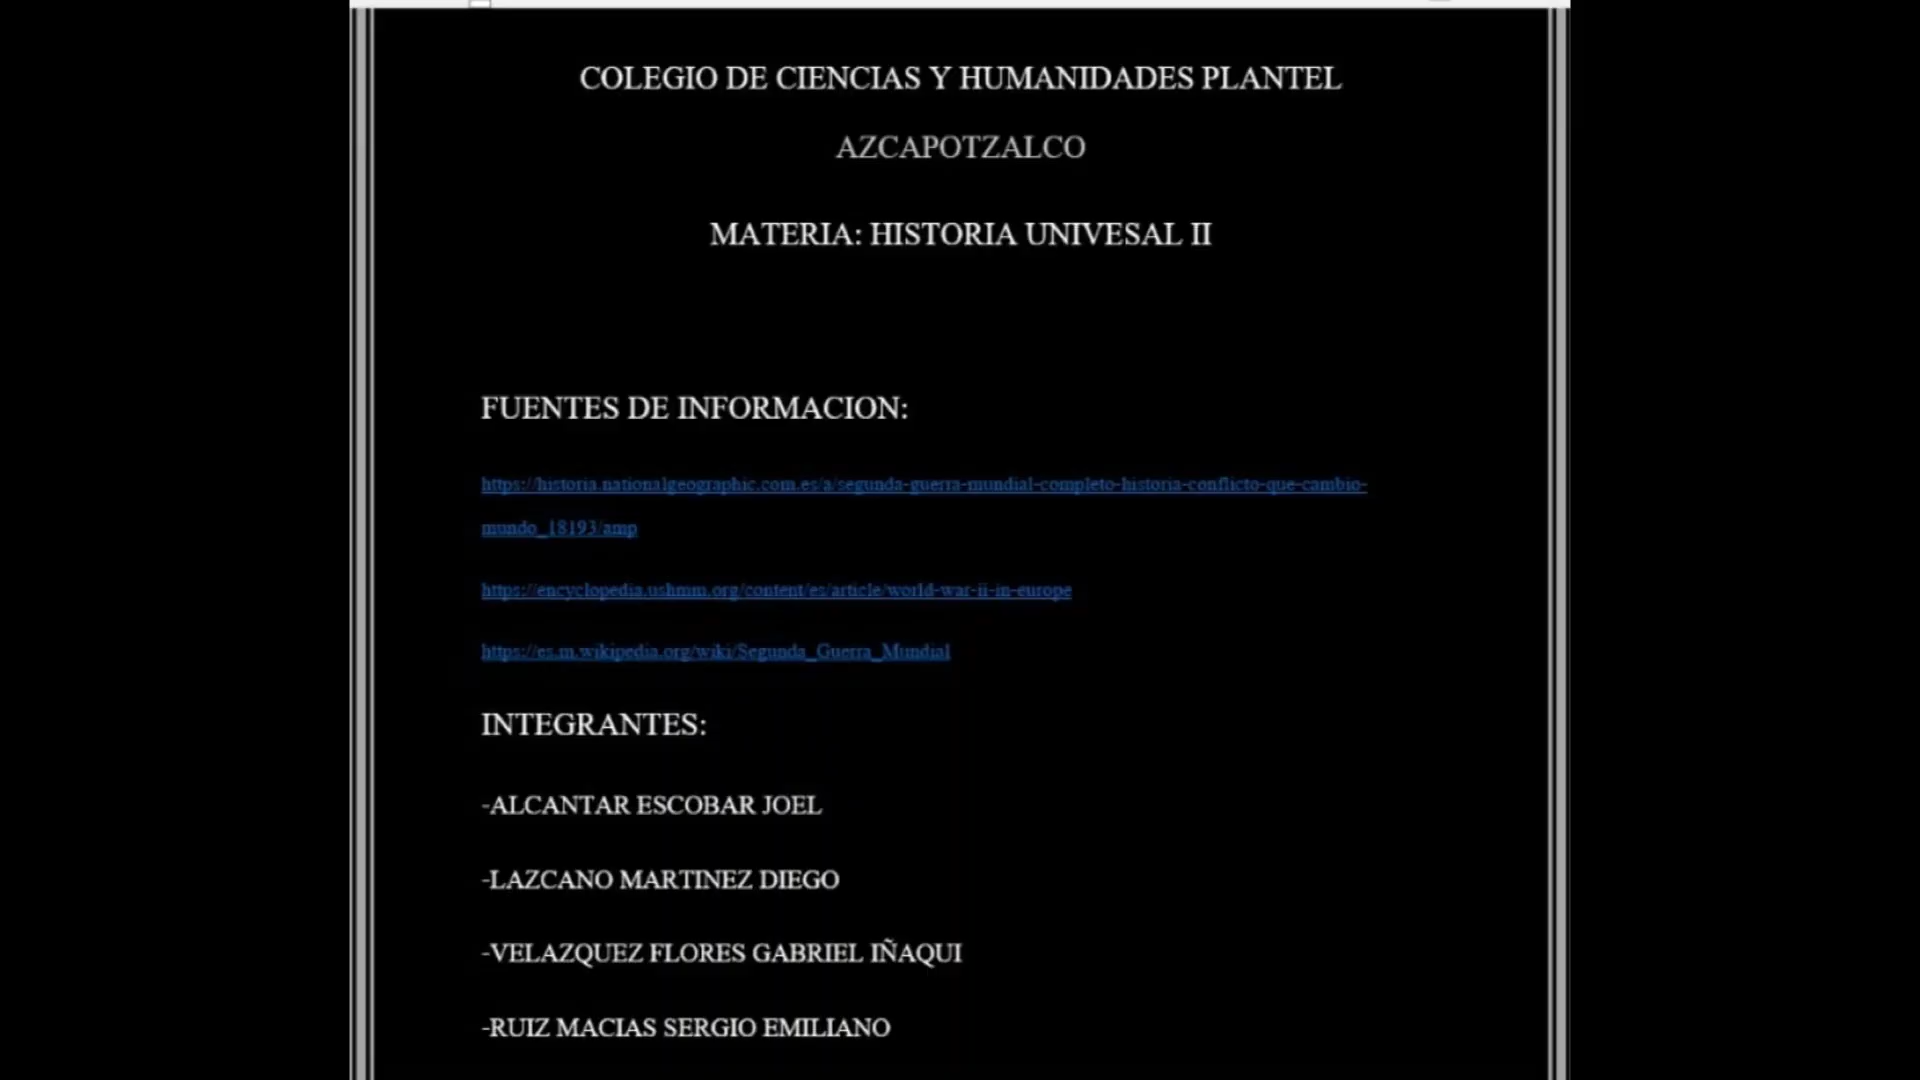 COLEGIO DE CIENCIAS Y HUMANIDADES PLANTEL
AZCAPOTZALCO
MATERIA: HISTORIA UNIVESAL II
FUENTES DE INFORMACION:
https://historia.nationalgeographic.com.es/a/segunda-guerra-mundial-completo-historia-conflicto-que-cambio-
mundo_18193/amp
https://encyclopedia.ushmm.org/content/es/article/world-war-ii-in-europe
https://es.m.wikipedia.org/wiki/Segunda_Guerra_Mundial
INTEGRANTES:
-ALCANTAR ESCOBAR JOEL
-LAZCANO MARTINEZ DIEGO
-VELAZQUEZ FLORES GABRIEL IÑAQUI
-RUIZ MACIAS SERGIO EMILIANO